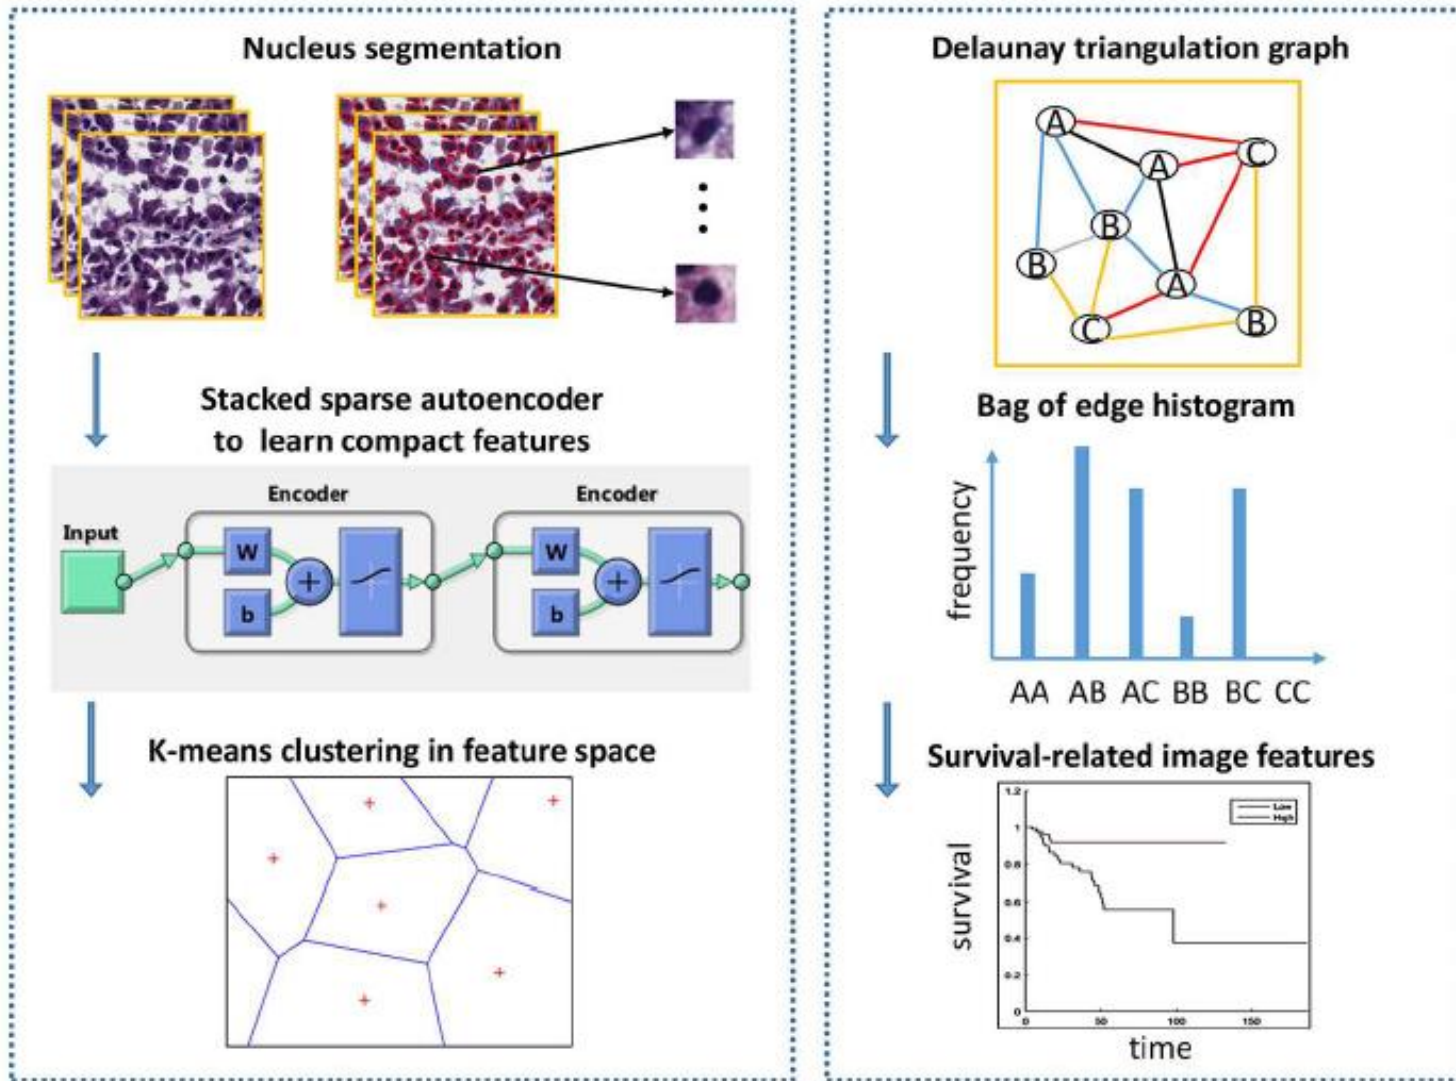 Nucleus segmentation
Stacked sparse autoencoder
to learn compact features
Input
Encoder
W
b
+
Encoder
W
b
+
K-means clustering in feature space
Delaunay triangulation graph
A
C
A
B
B
A
C
B
Bag of edge histogram
frequency
AA AB AC BB BC CC
Survival-related image features
1.2
1
0.8
0.6
0.4
0.2
0
0 50 100 150
Low
High
survival
time